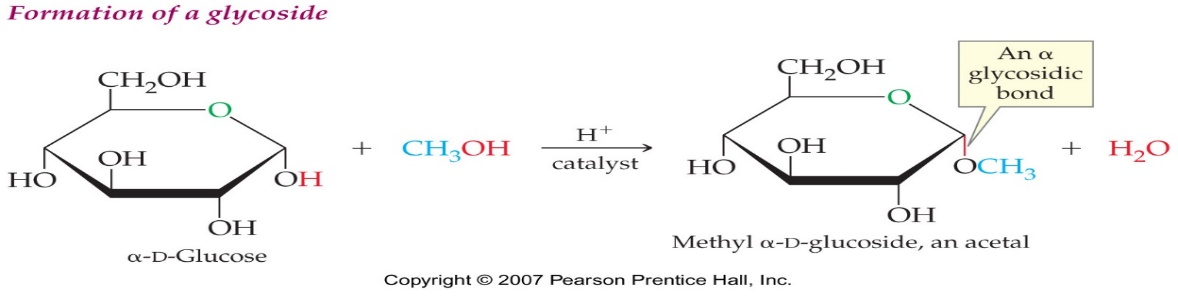 Formation of a glycoside
CH₂OH
O
OH
HO
OH
OH
α-D-Glucose
+
CH₃OH
H⁺
catalyst
CH₂OH
O
OH
HO
OCH₃
OH
An α
glycosidic
bond
+
H₂O
Methyl α-D-glucoside, an acetal
Copyright © 2007 Pearson Prentice Hall, Inc.